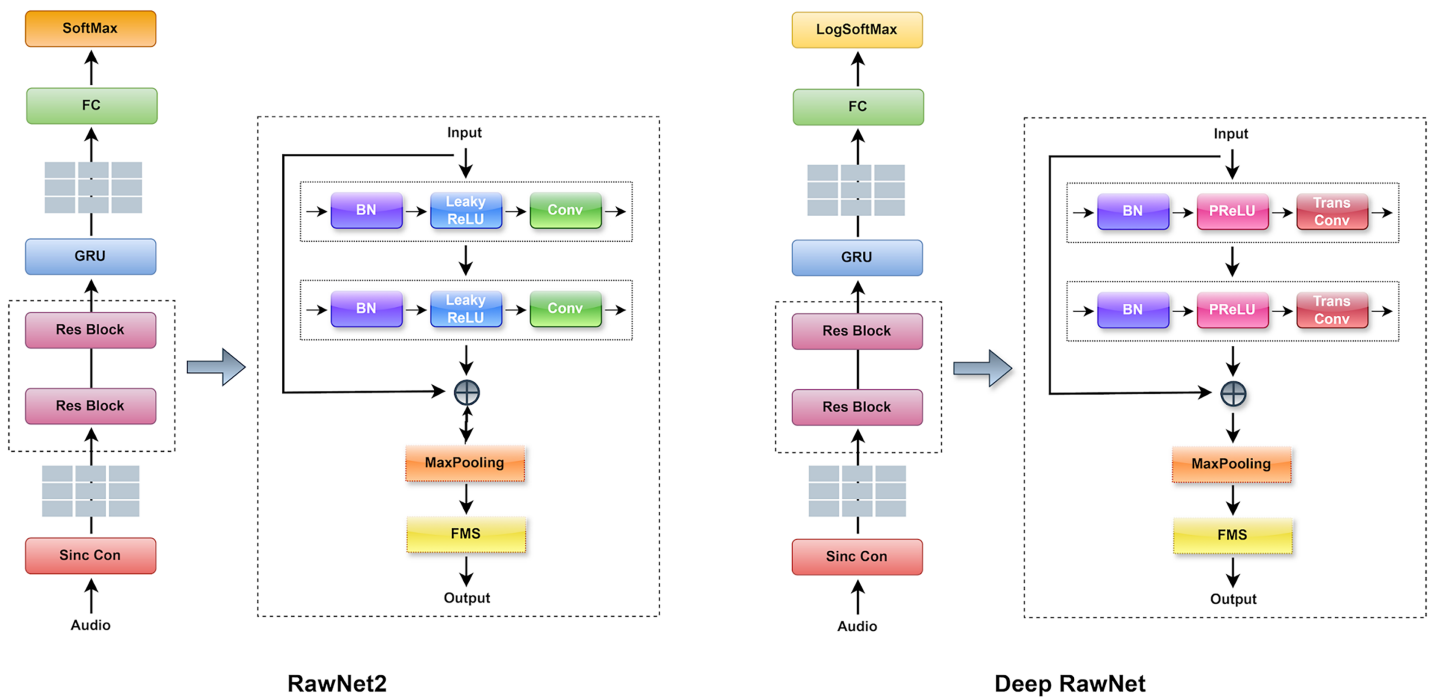 SoftMax
FC
GRU
Res Block
Res Block
Sinc Con
Audio
Input
BN
Leaky
ReLU
Conv
BN
Leaky
ReLU
Conv
MaxPooling
FMS
Output
RawNet2
LogSoftMax
FC
GRU
Res Block
Res Block
Sinc Con
Audio
Input
BN
PReLU
Trans
Conv
BN
PReLU
Trans
Conv
MaxPooling
FMS
Output
Deep RawNet